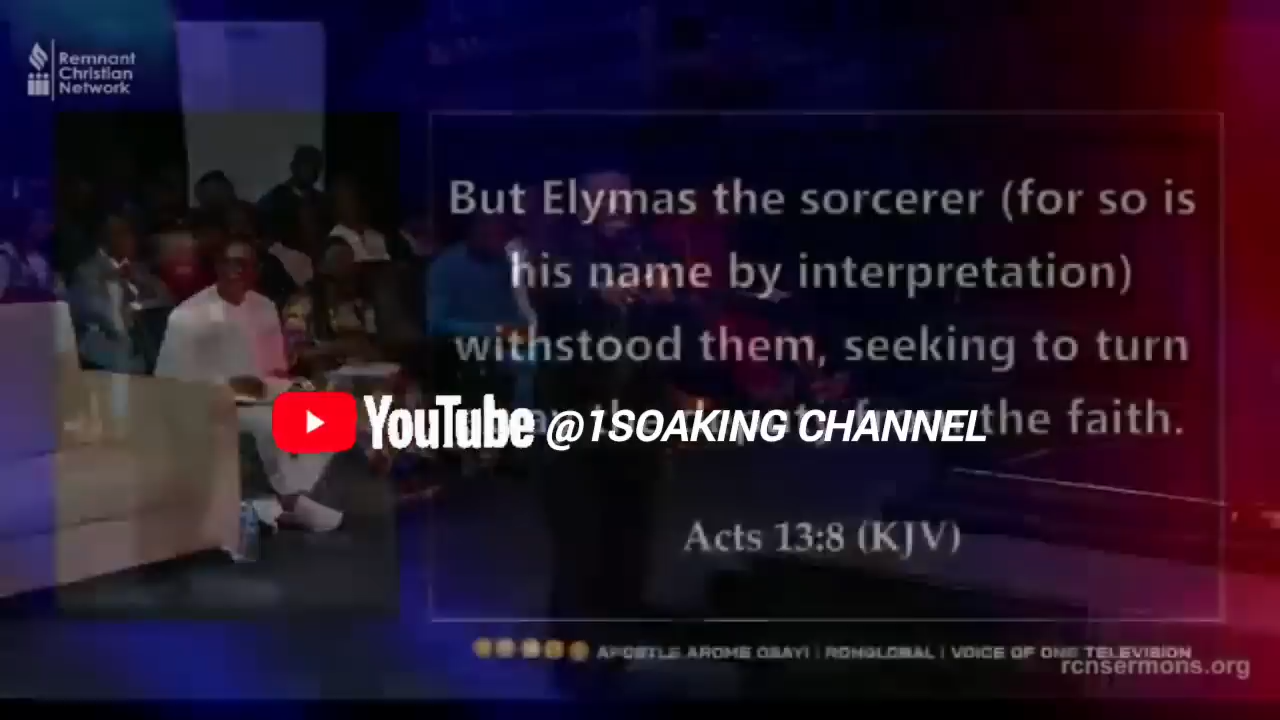 Remnant
Christian
Network
But Elymas the sorcerer (for so is
his name by interpretation)
withstood them, seeking to turn
the faith.
YouTube @1SOAKING CHANNEL
Acts 13:8 (KJV)
APOSTLE AROME OSAYI | RCNGLOBAL | VOICE OF ONE TELEVISION
rcnsermons.org